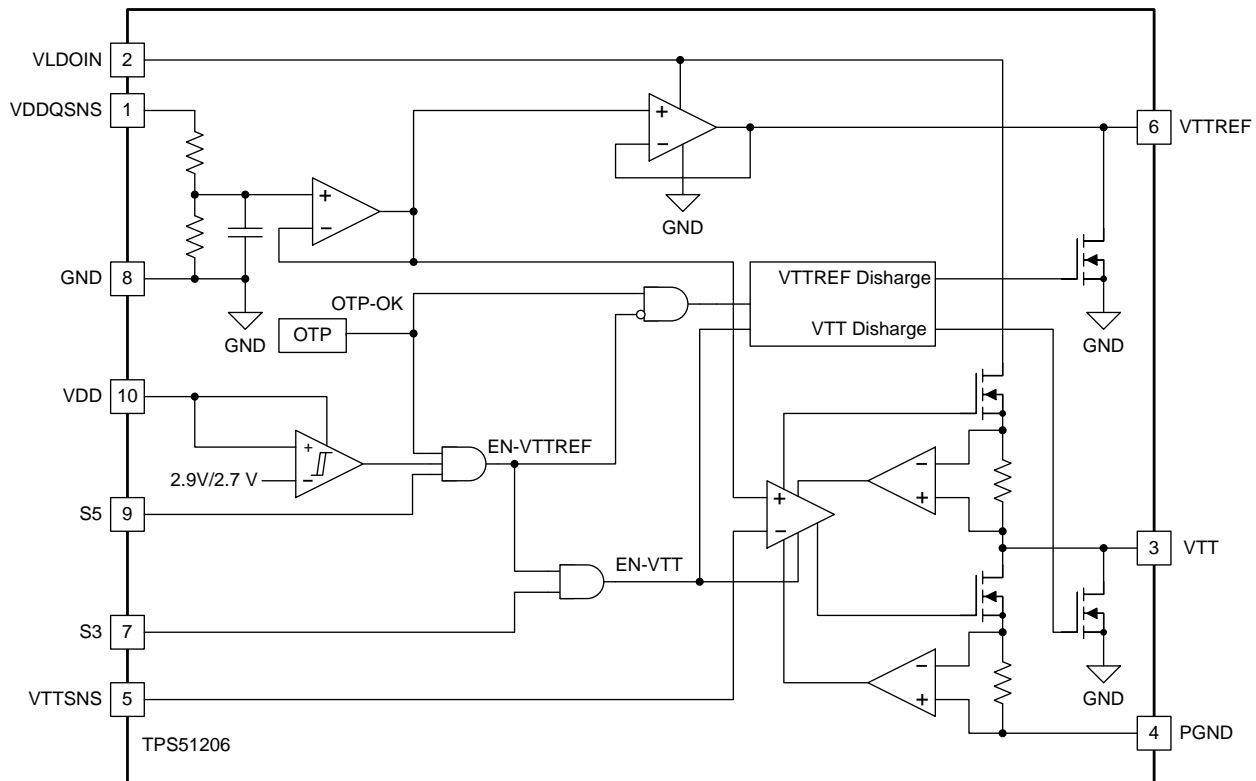 VLDOIN 2
VDDQSNS 1
+
−
6 VTTREF
GND
+
−
GND 8
GND
OTP-OK
OTP
VTTREF Disharge
VTT Disharge
GND
VDD 10
+
−
2.9V/2.7 V
EN-VTTREF
S5 9
−
+
+
−
3 VTT
EN-VTT
S3 7
−
+
GND
VTTSNS 5
4 PGND
TPS51206